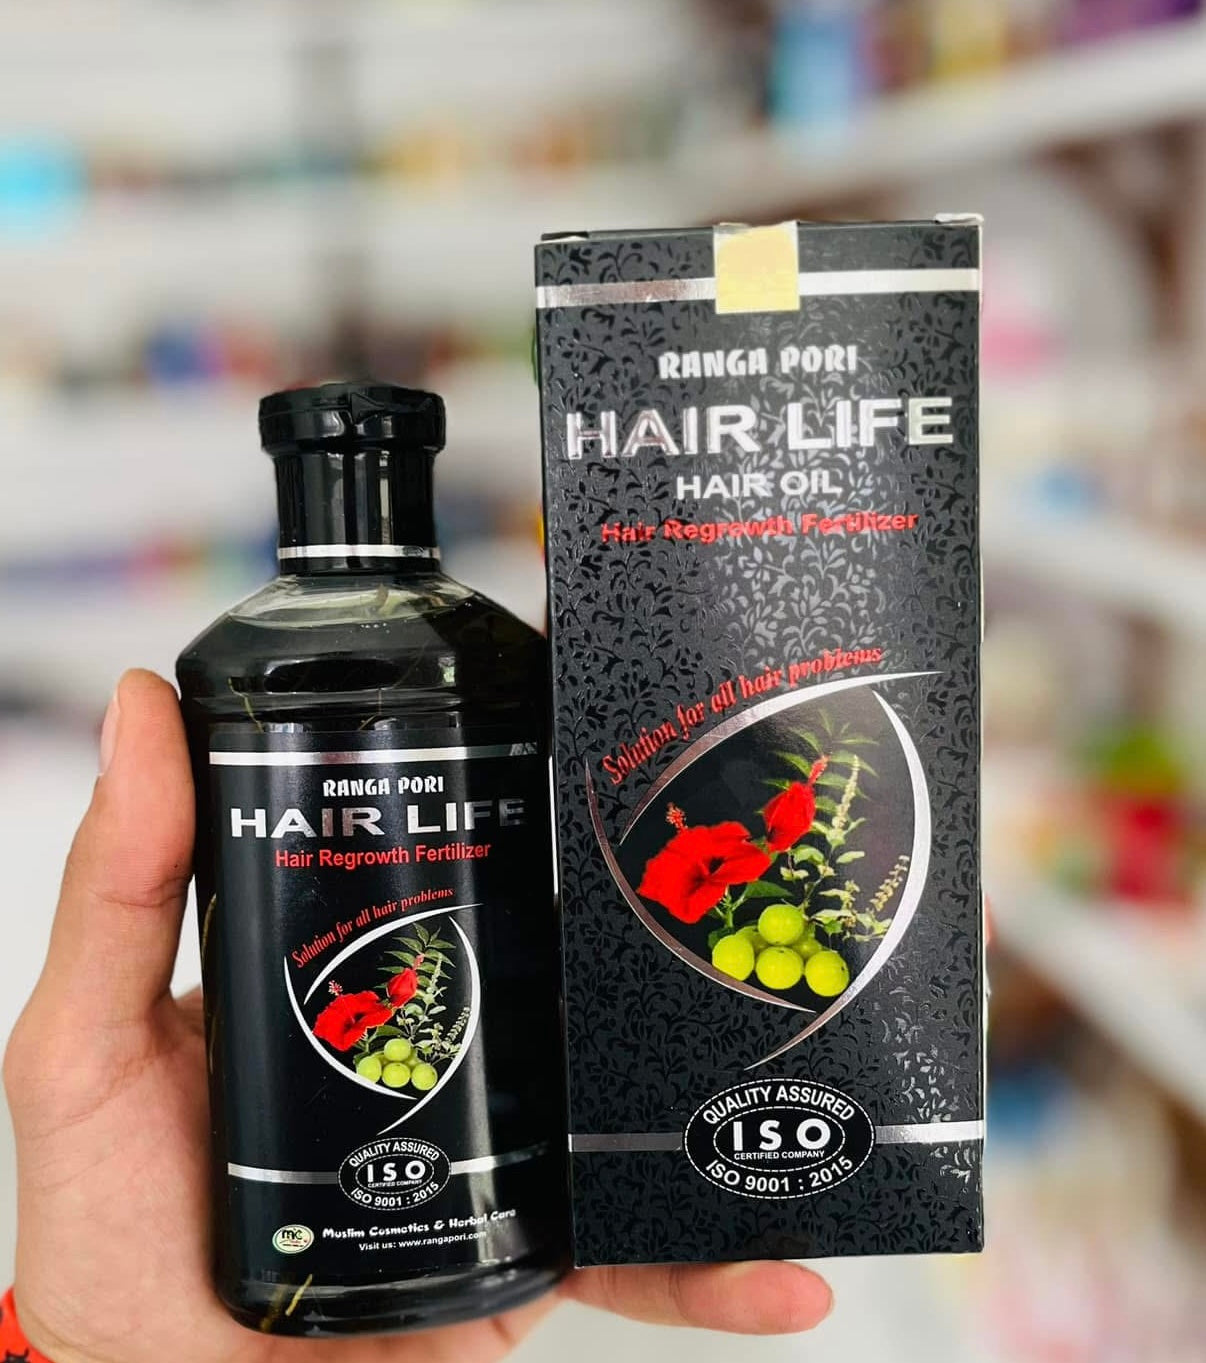 RANGA PORI
HAIR LIFE
HAIR OIL
Hair Regrowth Fertilizer
Solution for all hair problems
QUALITY ASSURED
ISO
CERTIFIED COMPANY
ISO 9001 : 2015
RANGA PORI
HAIR LIFE
Hair Regrowth Fertilizer
Solution for all hair problems
QUALITY ASSURED
ISO
CERTIFIED COMPANY
ISO 9001 : 2015
Muslim Cosmetics & Herbal Care
Visit us: www.rangapori.com